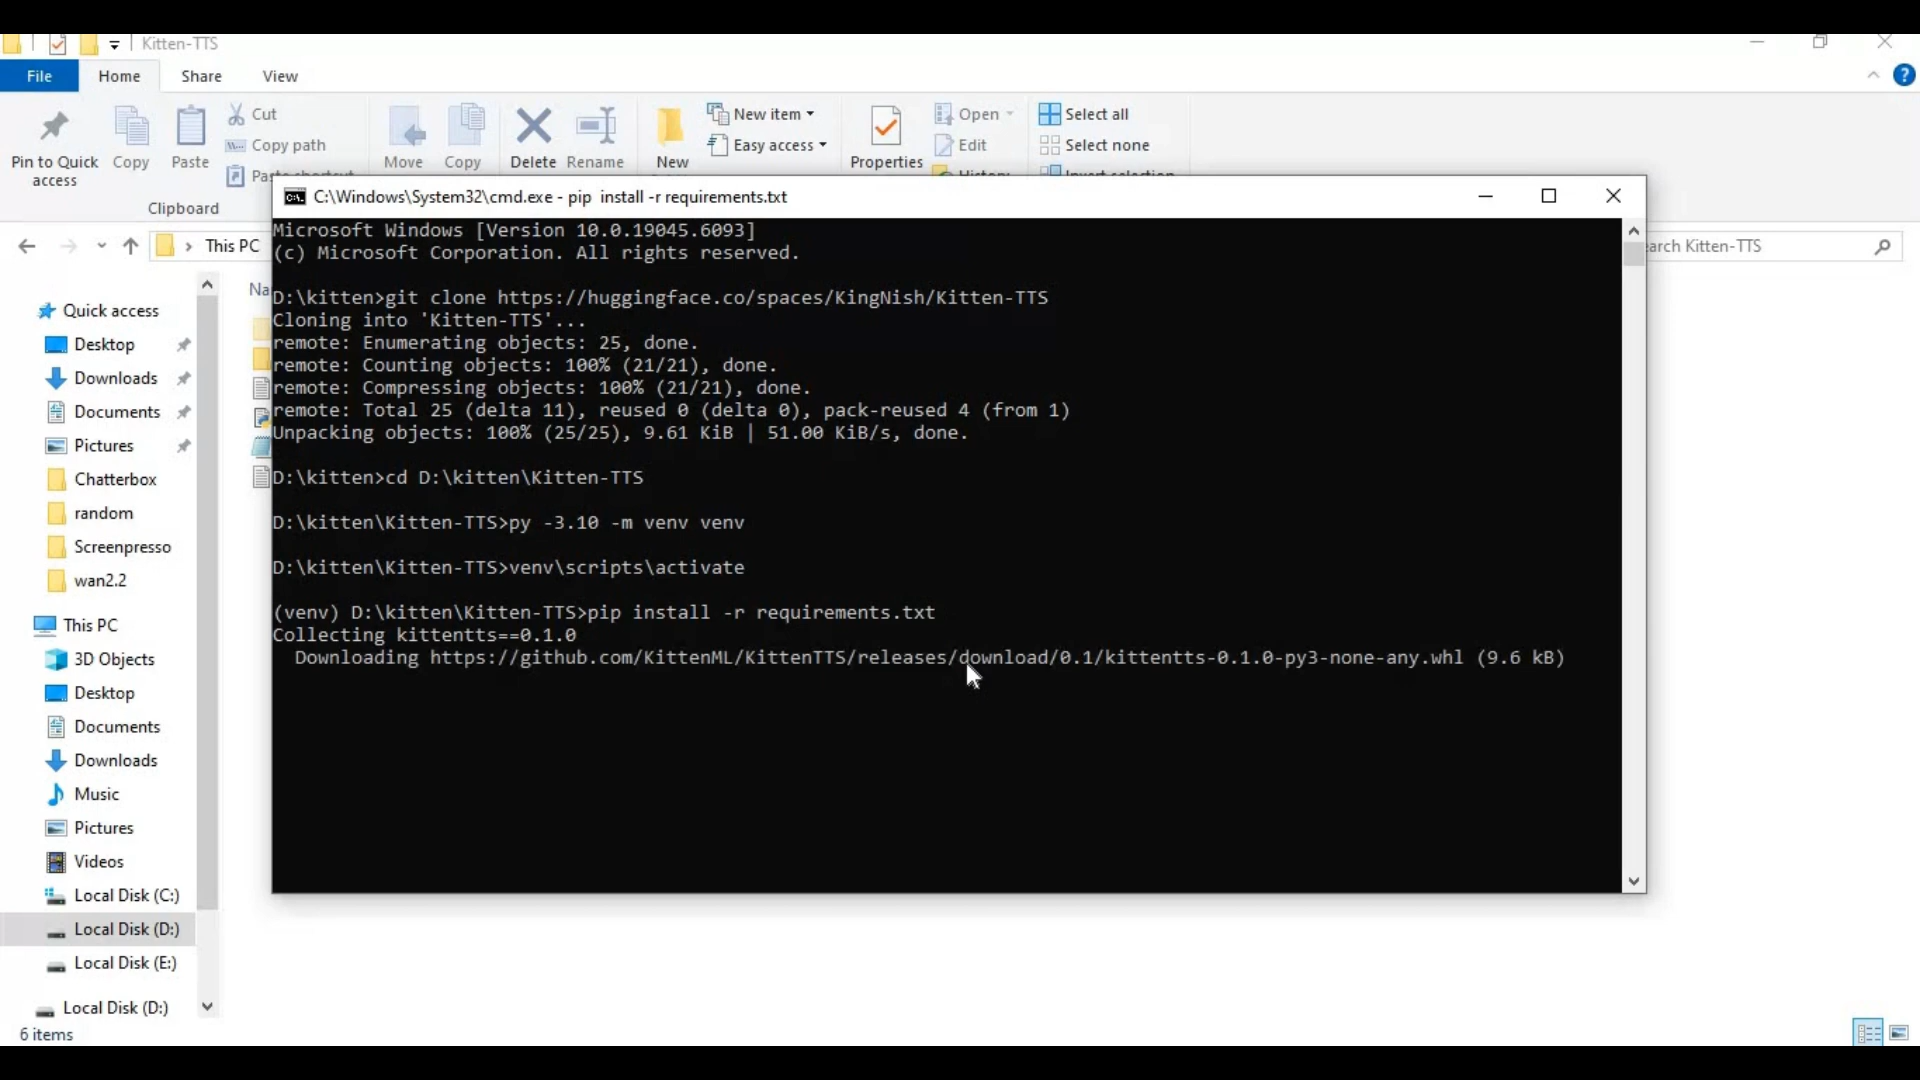 Kitten-TTS
File Home Share View
Pin to Quick access
Copy
Paste
Cut
Copy path
Clipboard
Move
Copy
Delete
Rename
New
New item
Easy access
Properties
Open
Edit
Select all
Select none
C:\Windows\System32\cmd.exe - pip  install -r requirements.txt
This PC
earch Kitten-TTS
Microsoft Windows [Version 10.0.19045.6093]
(c) Microsoft Corporation. All rights reserved.
D:\kitten>git clone https://huggingface.co/spaces/KingNish/Kitten-TTS
Cloning into 'Kitten-TTS'...
remote: Enumerating objects: 25, done.
remote: Counting objects: 100% (21/21), done.
remote: Compressing objects: 100% (21/21), done.
remote: Total 25 (delta 11), reused 0 (delta 0), pack-reused 4 (from 1)
Unpacking objects: 100% (25/25), 9.61 KiB | 51.00 KiB/s, done.
D:\kitten>cd D:\kitten\Kitten-TTS
D:\kitten\Kitten-TTS>py -3.10 -m venv venv
D:\kitten\Kitten-TTS>venv\scripts\activate
(venv) D:\kitten\Kitten-TTS>pip install -r requirements.txt
Collecting kittentts==0.1.0
Downloading https://github.com/KittenML/KittenTTS/releases/download/0.1/kittentts-0.1.0-py3-none-any.whl (9.6 kB)
Quick access
Desktop
Downloads
Documents
Pictures
Chatterbox
random
Screenpresso
wan2.2
This PC
3D Objects
Desktop
Documents
Downloads
Music
Pictures
Videos
Local Disk (C:)
Local Disk (D:)
Local Disk (E:)
Local Disk (D:)
6 items